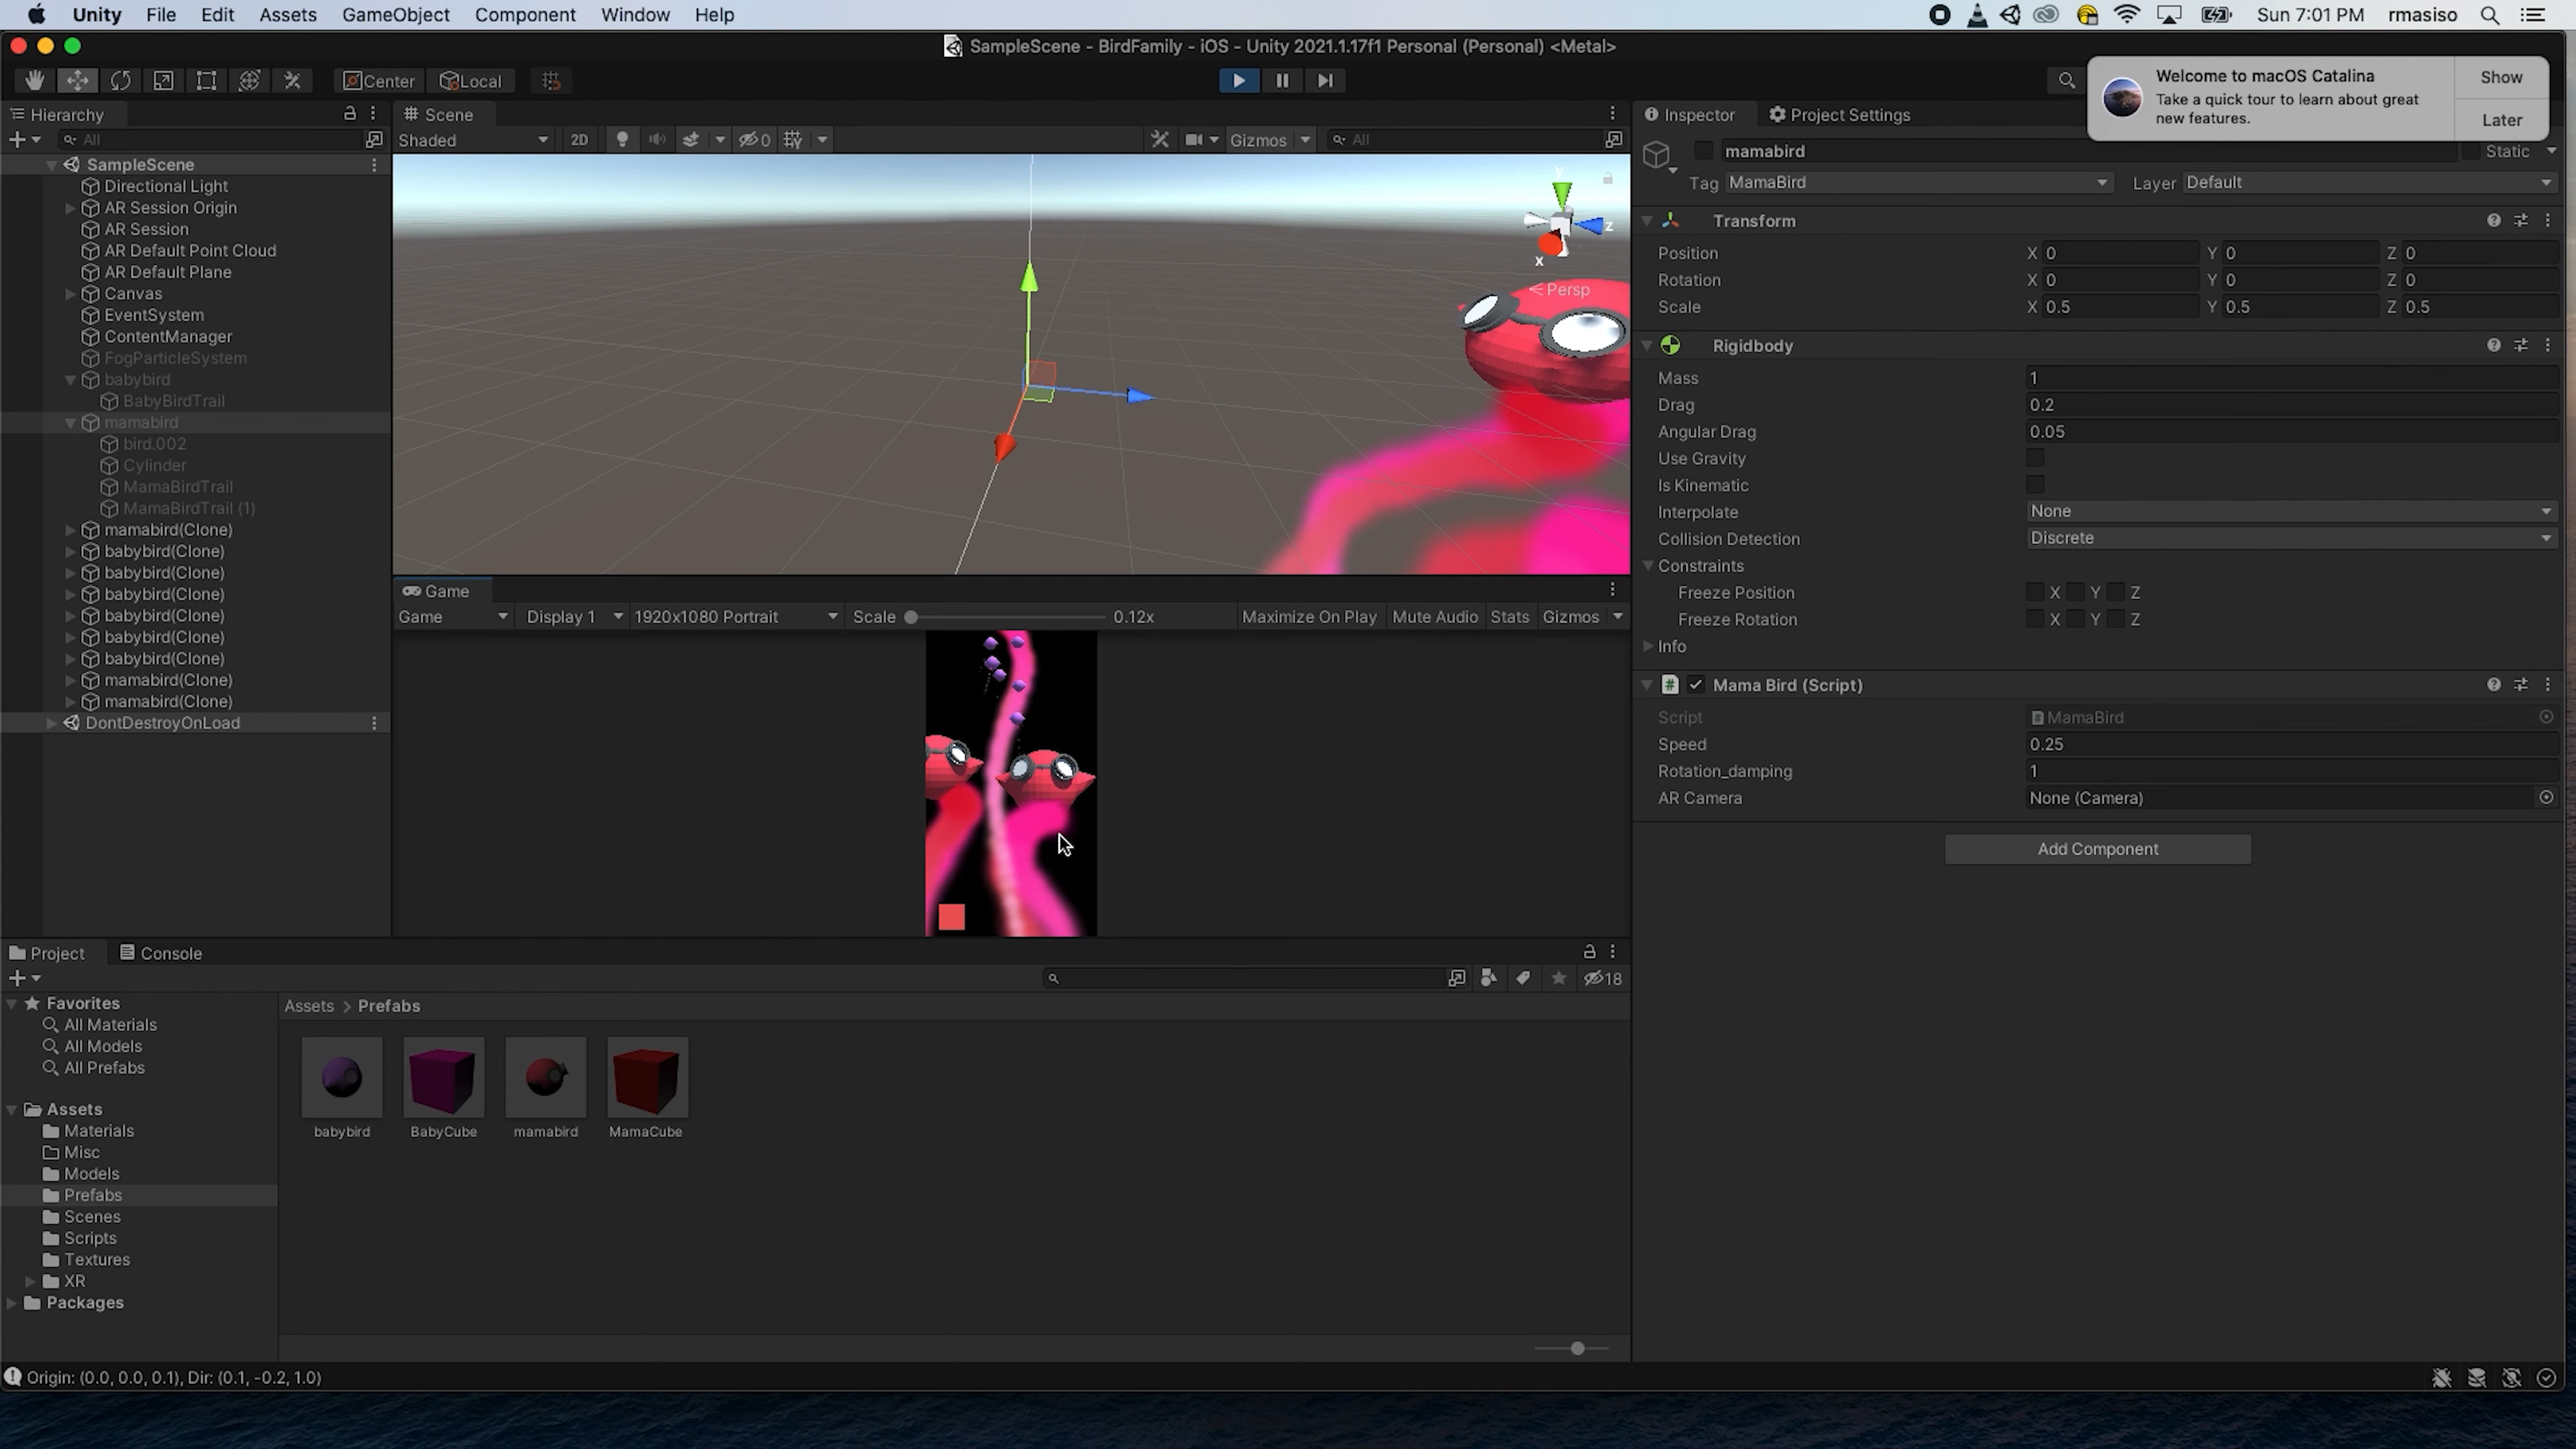 Unity File Edit Assets GameObject Component Window Help Sun 7:01 PM rmasiso
SampleScene - BirdFamily - iOS - Unity 2021.1.17f1 Personal (Personal) <Metal>
Center Local
Welcome to macOS Catalina
Take a quick tour to learn about great
new features.
Show
Later
Hierarchy
All
SampleScene
Directional Light
AR Session Origin
AR Session
AR Default Point Cloud
AR Default Plane
Canvas
EventSystem
ContentManager
FogParticleSystem
babybird
BabyBirdTrail
mamabird
bird.002
Cylinder
MamaBirdTrail
MamaBirdTrail (1)
mamabird(Clone)
babybird(Clone)
babybird(Clone)
babybird(Clone)
babybird(Clone)
babybird(Clone)
babybird(Clone)
mamabird(Clone)
mamabird(Clone)
DontDestroyOnLoad
Scene
Shaded 2D 0 Gizmos All
y
z
x
Persp
Game
Game Display 1 1920x1080 Portrait Scale 0.12x Maximize On Play Mute Audio Stats Gizmos
Inspector Project Settings
mamabird Static
Tag MamaBird Layer Default
Transform
Position X 0 Y 0 Z 0
Rotation X 0 Y 0 Z 0
Scale X 0.5 Y 0.5 Z 0.5
Rigidbody
Mass 1
Drag 0.2
Angular Drag 0.05
Use Gravity
Is Kinematic
Interpolate None
Collision Detection Discrete
Constraints
Freeze Position X Y Z
Freeze Rotation X Y Z
Info
# Mama Bird (Script)
Script MamaBird
Speed 0.25
Rotation_damping 1
AR Camera None (Camera)
Add Component
Project Console
18
Favorites
All Materials
All Models
All Prefabs
Assets
Materials
Misc
Models
Prefabs
Scenes
Scripts
Textures
XR
Packages
Assets > Prefabs
babybird BabyCube mamabird MamaCube
Origin: (0.0, 0.0, 0.1), Dir: (0.1, -0.2, 1.0)